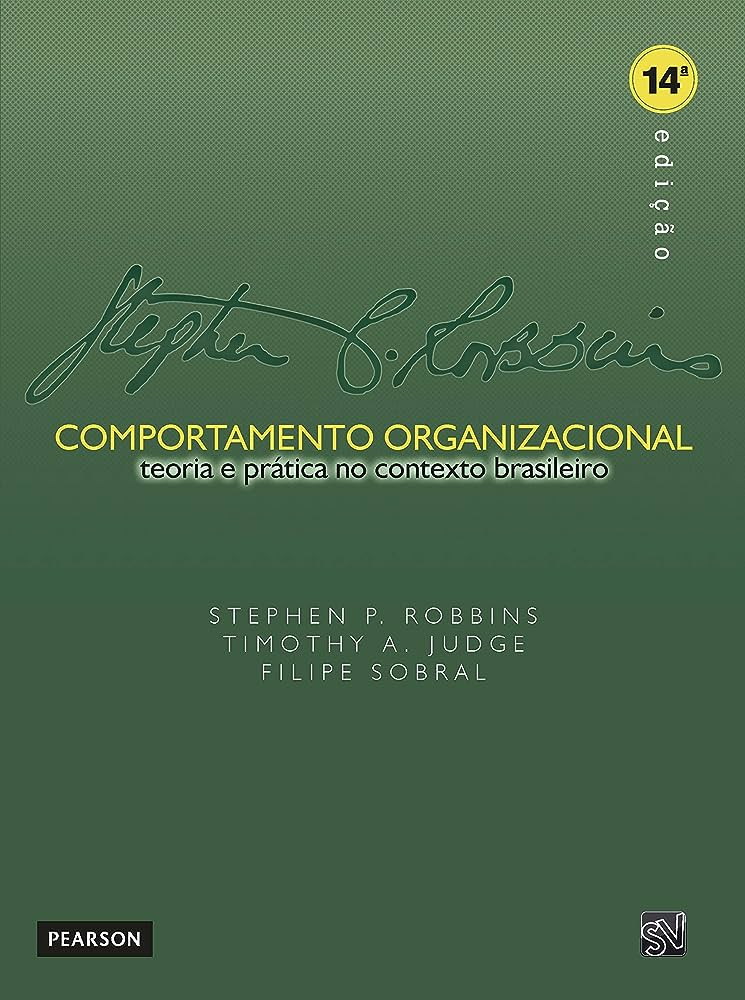 14ª
edição
Stephen P. Robbins
COMPORTAMENTO ORGANIZACIONAL
teoria e prática no contexto brasileiro
STEPHEN P. ROBBINS
TIMOTHY A. JUDGE
FILIPE SOBRAL
PEARSON
SV